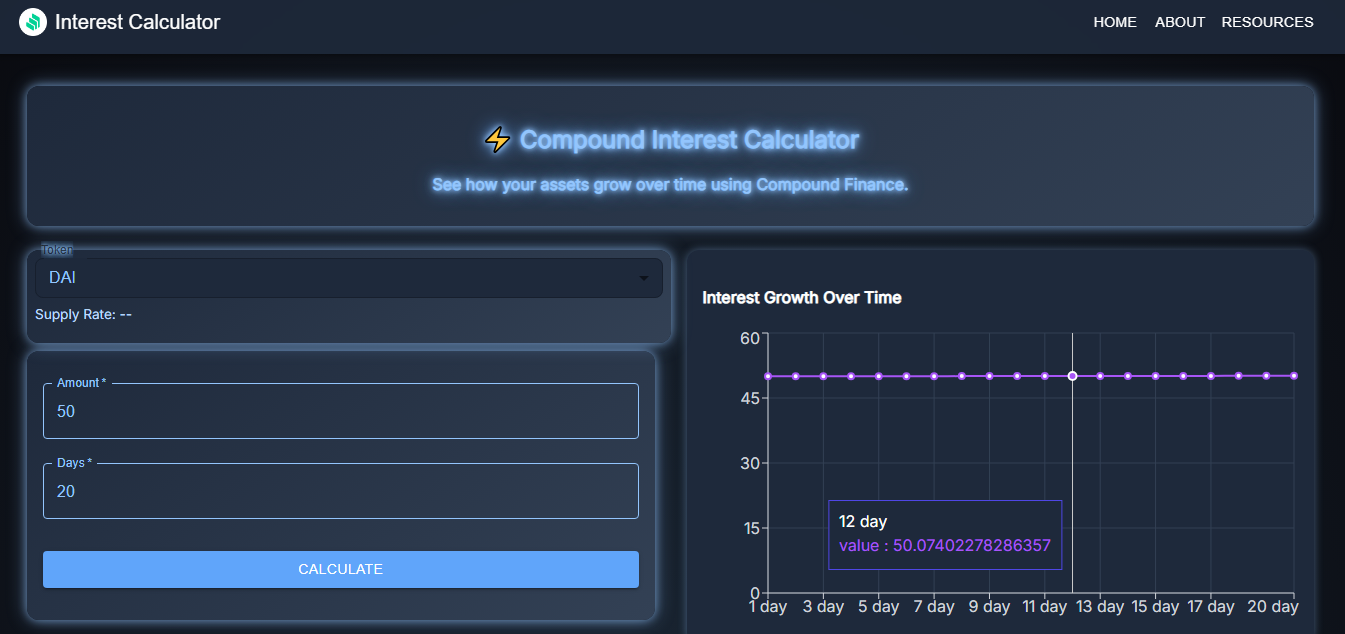 Interest Calculator
HOME ABOUT RESOURCES
⚡ Compound Interest Calculator
See how your assets grow over time using Compound Finance.
Token
DAI
Supply Rate: --
Amount *
50
Days *
20
CALCULATE
Interest Growth Over Time
60
45
30
15
0
12 day
value : 50.07402278286357
1 day 3 day 5 day 7 day 9 day 11 day 13 day 15 day 17 day 20 day